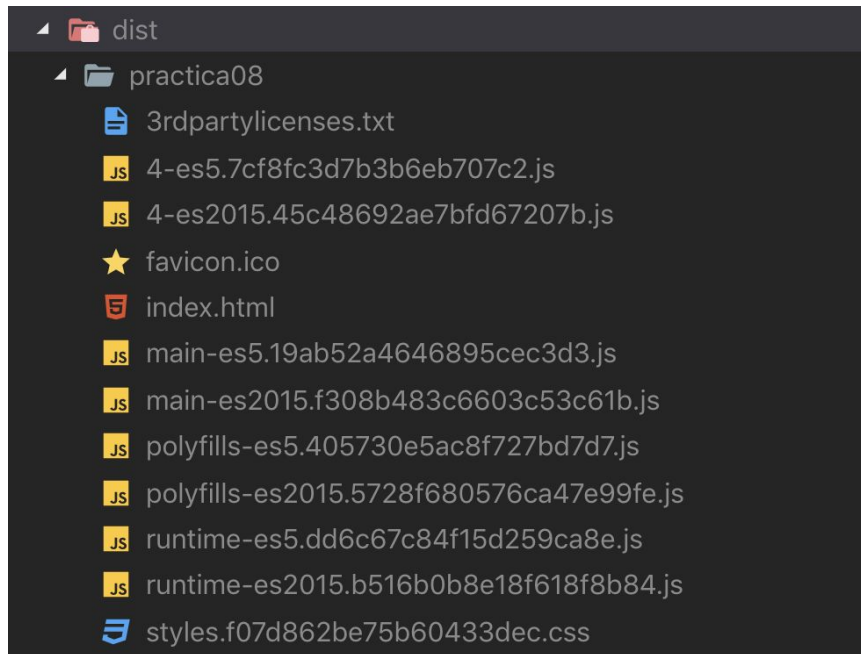 dist
practica08
3rdpartylicenses.txt
JS 4-es5.7cf8fc3d7b3b6eb707c2.js
JS 4-es2015.45c48692ae7bfd67207b.js
favicon.ico
5 index.html
JS main-es5.19ab52a4646895cec3d3.js
JS main-es2015.f308b483c6603c53c61b.js
JS polyfills-es5.405730e5ac8f727bd7d7.js
JS polyfills-es2015.5728f680576ca47e99fe.js
JS runtime-es5.dd6c67c84f15d259ca8e.js
JS runtime-es2015.b516b0b8e18f618f8b84.js
styles.f07d862be75b60433dec.css